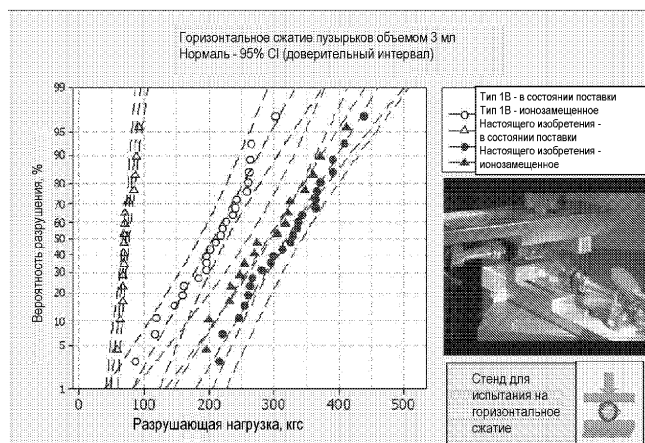 Горизонтальное сжатие пузырьков объемом 3 мл
Нормаль - 95% CI (доверительный интервал)
Вероятность разрушения, %
99
95
90
80
70
60
50
40
30
20
10
5
1
0
100
200
300
400
500
Разрушающая нагрузка, кгс
Тип 1В - в состоянии поставки
Тип 1В - ионозамещенное
Настоящего изобретения -
в состоянии поставки
Настоящего изобретения -
ионозамещенное
Стенд для
испытания на
горизонтальное
сжатие